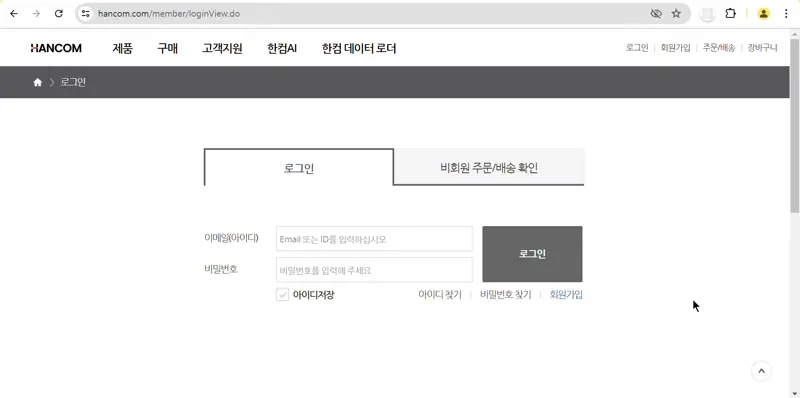 hancom.com/member/loginView.do
HANCOM 제품 구매 고객지원 한컴AI 한컴 데이터 로더 로그인 회원가입 주문/배송 장바구니
로그인
로그인 비회원 주문/배송 확인
이메일(아이디) Email 또는 ID를 입력하십시오
로그인
비밀번호 비밀번호를 입력해 주세요
아이디저장 아이디 찾기 비밀번호 찾기 회원가입